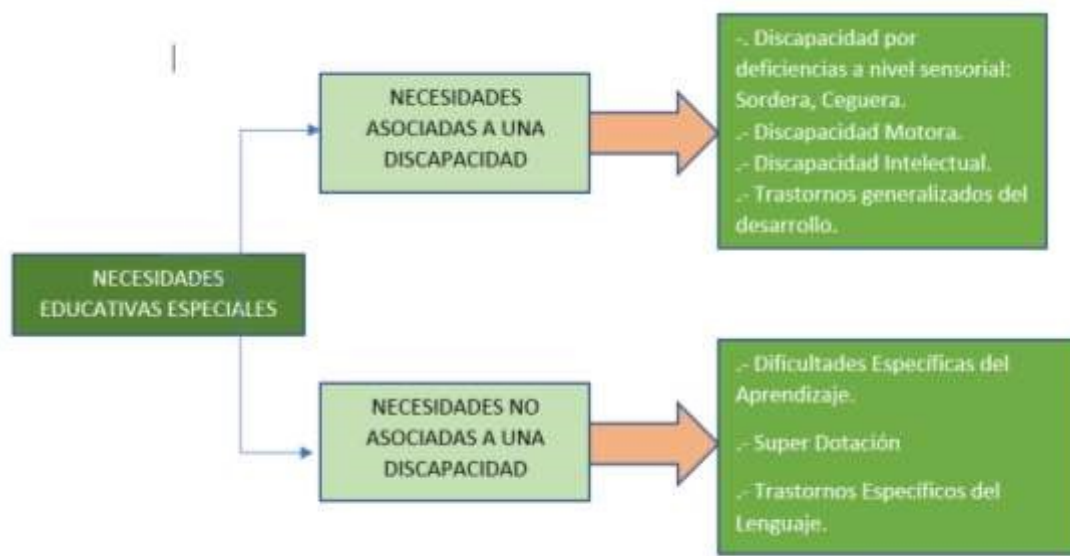 NECESIDADES
EDUCATIVAS ESPECIALES
NECESIDADES
ASOCIADAS A UNA
DISCAPACIDAD
-. Discapacidad por
deficiencias a nivel sensorial:
Sordera, Ceguera.
.- Discapacidad Motora.
.- Discapacidad Intelectual.
.- Trastornos generalizados del
desarrollo.
NECESIDADES NO
ASOCIADAS A UNA
DISCAPACIDAD
.- Dificultades Específicas del
Aprendizaje.
.- Super Dotación
.- Trastornos Específicos del
Lenguaje.